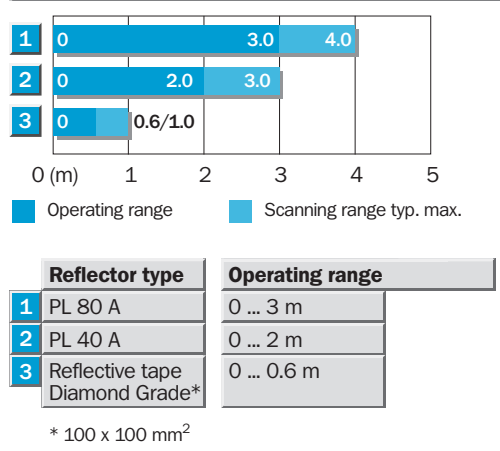 1 0 3.0 4.0
2 0 2.0 3.0
3 0 0.6/1.0
0 (m) 1 2 3 4 5
Operating range Scanning range typ. max.
Reflector type Operating range
1 PL 80 A 0 ... 3 m
2 PL 40 A 0 ... 2 m
3 Reflective tape 0 ... 0.6 m
Diamond Grade*
* 100 x 100 mm²